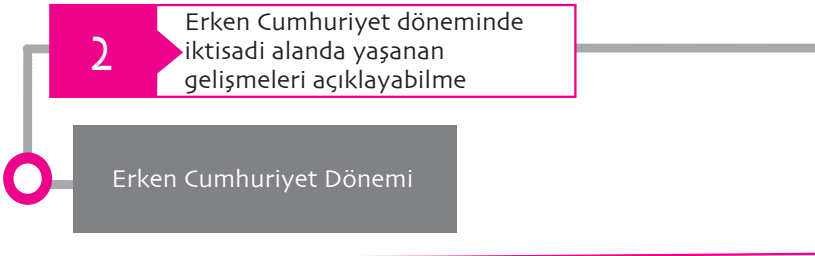 2
Erken Cumhuriyet döneminde
iktisadi alanda yaşanan
gelişmeleri açıklayabilme
Erken Cumhuriyet Dönemi